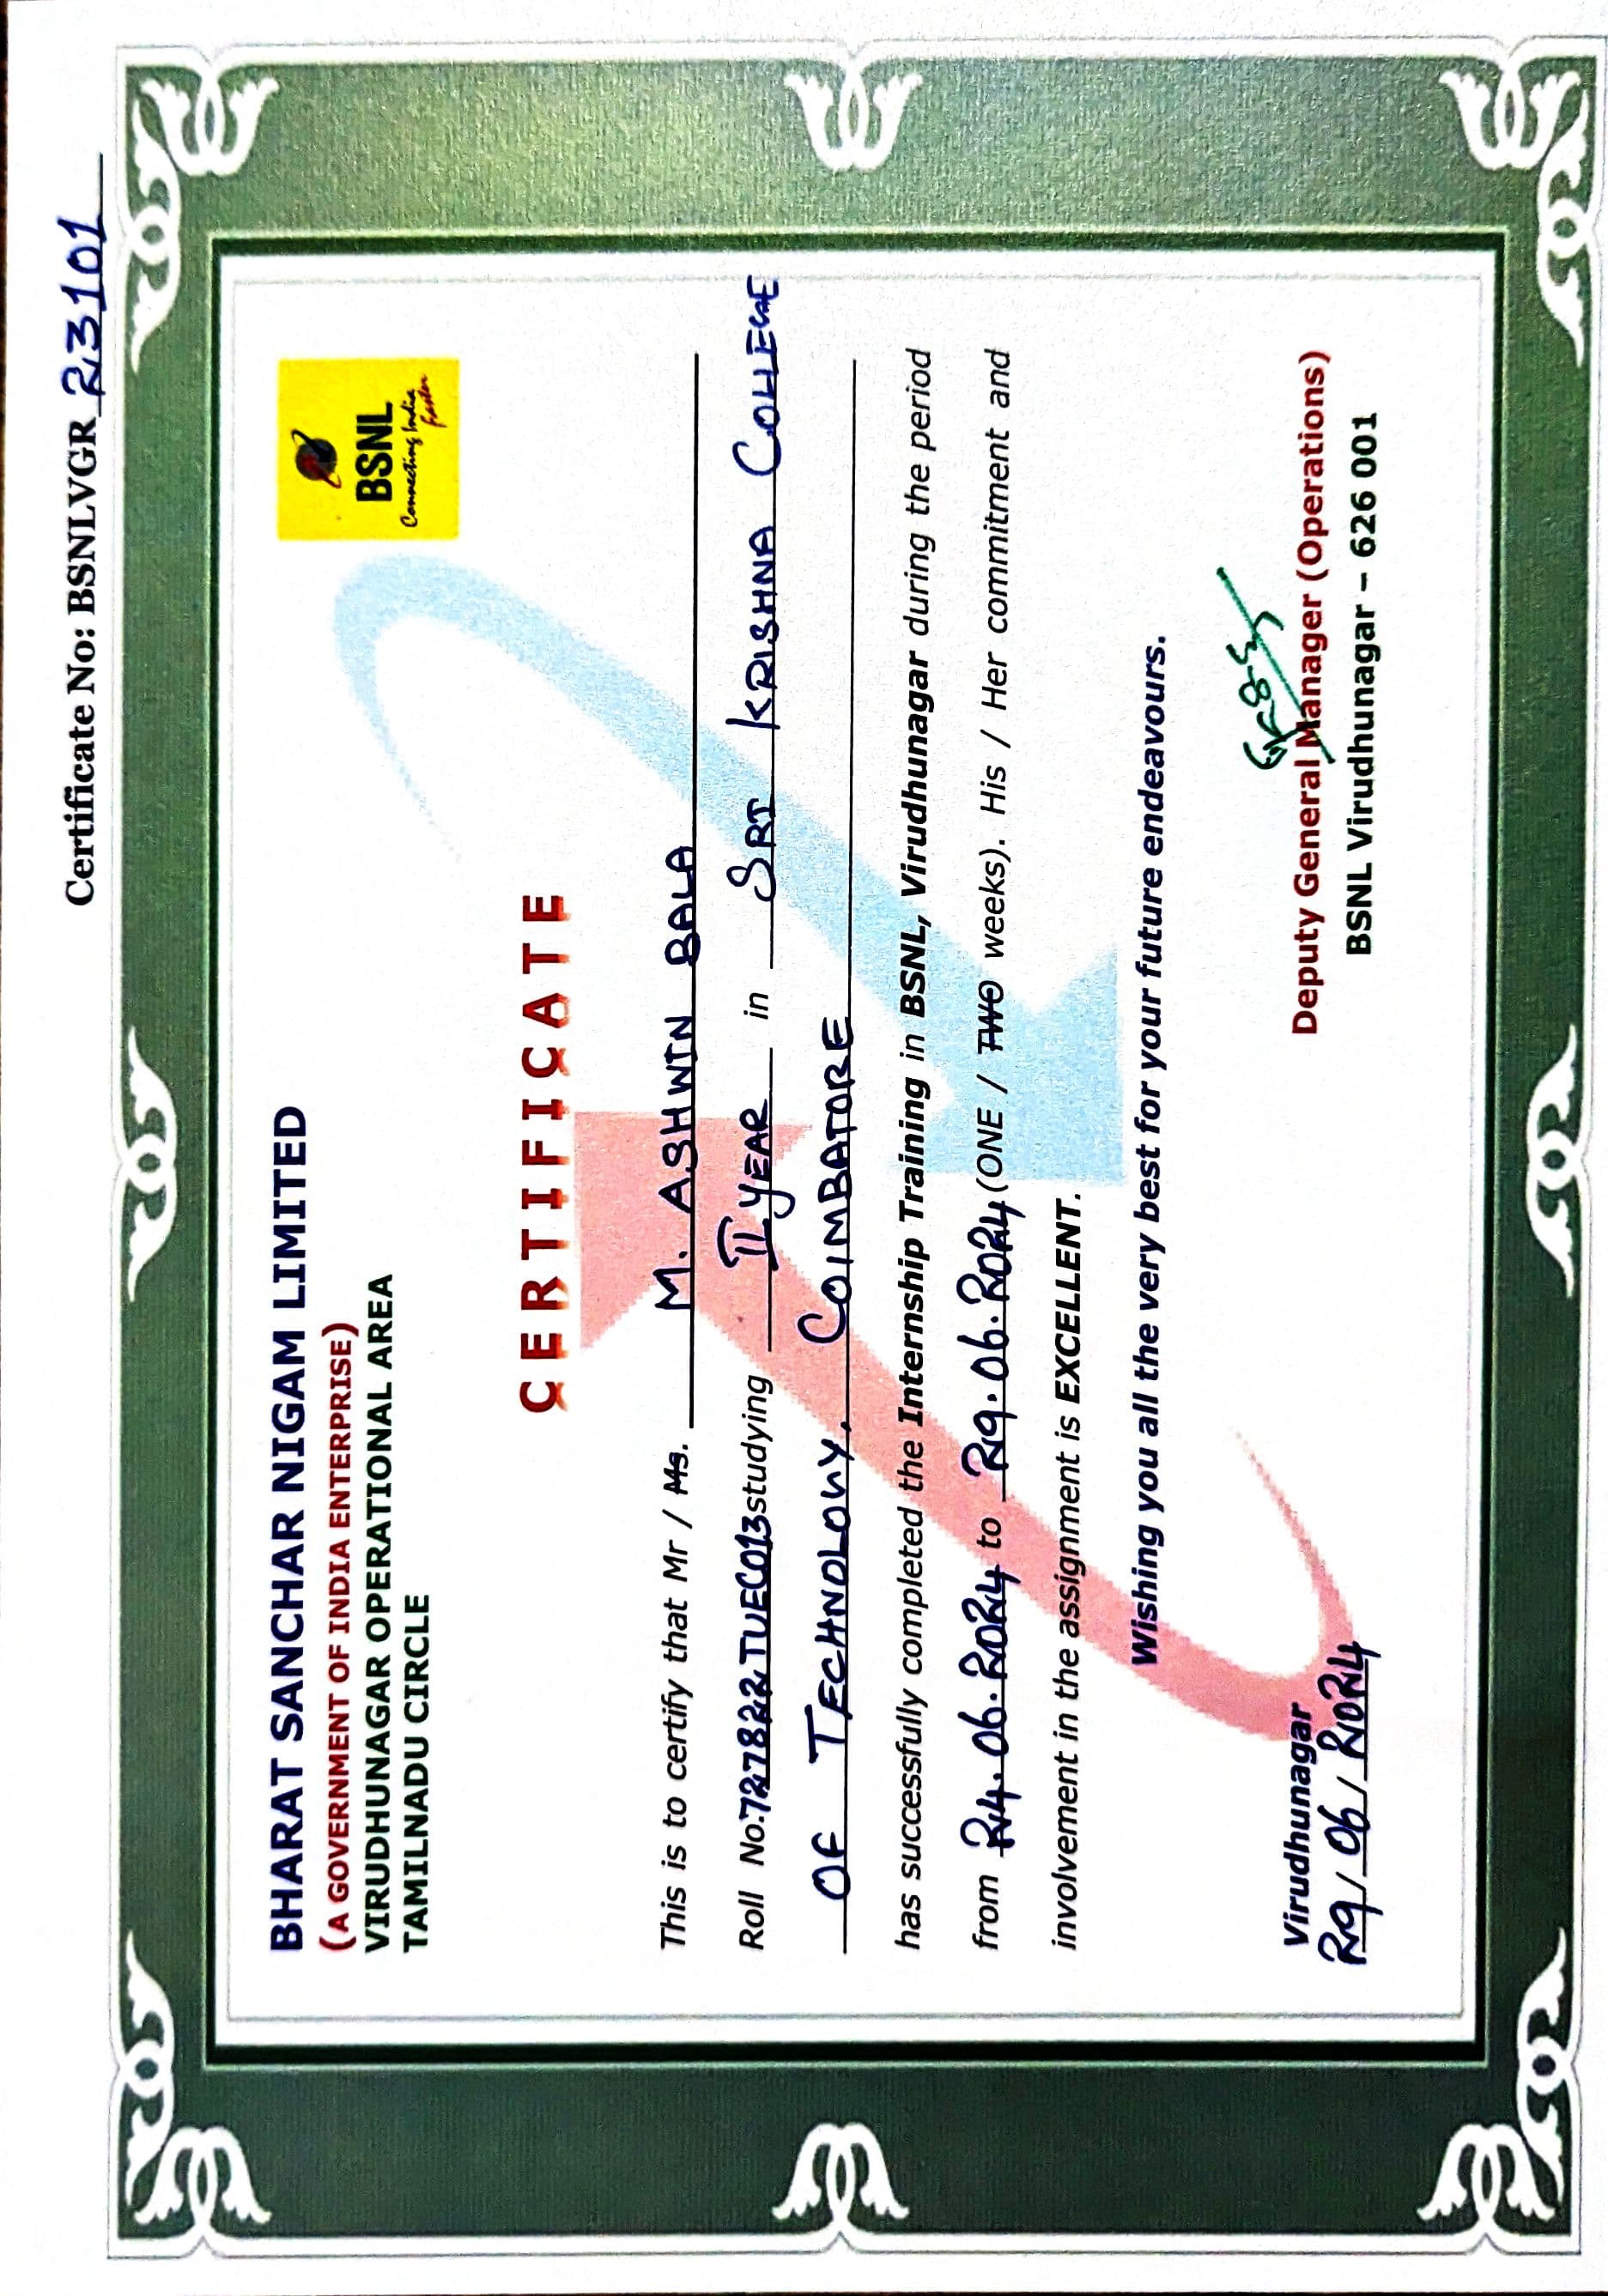 Certificate No: BSNLVGR 23101
BHARAT SANCHAR NIGAM LIMITED
(A GOVERNMENT OF INDIA ENTERPRISE)
VIRUDHUNAGAR OPERATIONAL AREA
TAMILNADU CIRCLE
BSNL
Connecting India
faster
CERTIFICATE
This is to certify that Mr / Ms. M. ASHWIN BALA
Roll No:727822TUEC013 studying II YEAR in SRI KRISHNA COLLEGE
OF TECHNOLOGY, COIMBATORE
has successfully completed the Internship Training in BSNL, Virudhunagar during the period
from 24.06.2024 to 29.06.2024 (ONE / TWO weeks). His / Her commitment and
involvement in the assignment is EXCELLENT.
Wishing you all the very best for your future endeavours.
Virudhunagar
29/06/2024
Deputy General Manager (Operations)
BSNL Virudhunagar – 626 001